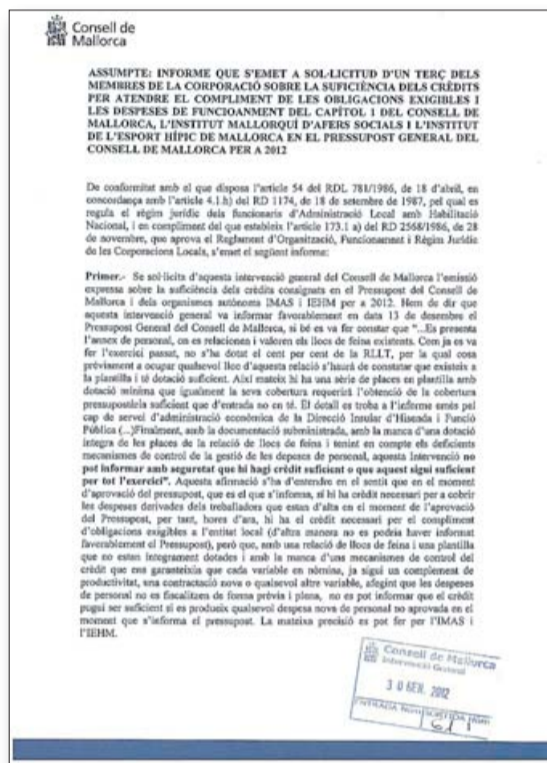 Consell de
Mallorca
ASSUMPTE: INFORME QUE S'EMET A SOL·LICITUD D'UN TERÇ DELS
MEMBRES DE LA CORPORACIÓ SOBRE LA SUFICIÈNCIA DELS CRÈDITS
PER ATENDRE EL COMPLIMENT DE LES OBLIGACIONS EXIGIBLES I
LES DESPESES DE FUNCIOANMENT DEL CAPÍTOL 1 DEL CONSELL DE
MALLORCA, L'INSTITUT MALLORQUÍ D'AFERS SOCIALS I L'INSTITUT
DE L'ESPORT HÍPIC DE MALLORCA EN EL PRESSUPOST GENERAL DEL
CONSELL DE MALLORCA PER A 2012
De conformitat amb el que disposa l'article 54 del RDL 781/1986, de 18 d'abril, en
concordança amb l'article 4.1.h) del RD 1174, de 18 de setembre de 1987, pel qual es
regula el règim jurídic dels funcionaris d'Administració Local amb Habilitació
Nacional, i en compliment del que estableix l'article 173.1 a) del RD 2568/1986, de 28
de novembre, que aprova el Reglament d'Organització, Funcionament i Règim Jurídic
de les Corporacions Locals, s'emet el següent informe:
Primer.- Se sol·licita d'aquesta intervenció general del Consell de Mallorca l'emissió
expressa sobre la suficiència dels crèdits consignats en el Pressupost del Consell de
Mallorca i dels organismes autònoms IMAS i IEHM per a 2012. Hem de dir que
aquesta intervenció general va informar favorablement en data 13 de desembre el
Pressupost General del Consell de Mallorca, si bé es va fer constar que "...Es presenta
l'annex de personal, on es relacionen i valoren els llocs de feina existents. Com ja es va
fer l'exercici passat, no s'ha dotat el cent per cent de la RLLT, per la qual cosa
prèviament a ocupar qualsevol lloc d'aquesta relació s'haurà de constatar que existeix a
la plantilla i té dotació suficient. Així mateix hi ha una sèrie de places en plantilla amb
dotació mínima que igualment la seva cobertura requerirà l'obtenció de la cobertura
pressupostària suficient que d'entrada no en té. El detall es troba a l'informe emès pel
cap de servei d'administració econòmica de la Direcció Insular d'Hisenda i Funció
Pública (...)Finalment, amb la documentació subministrada, amb la manca d'una dotació
íntegra de les places de la relació de llocs de feina i tenint en compte els deficients
mecanismes de control de la gestió de les depeses de personal, aquesta Intervenció no
pot informar amb seguretat que hi hagi crèdit suficient o que aquest sigui suficient
per tot l'exercici". Aquesta afirmació s'ha d'entendre en el sentit que en el moment
d'aprovació del pressupost, que es el que s'informa, si hi ha crèdit necessari per a cobrir
les despeses derivades dels treballadors que estan d'alta en el moment de l'aprovació
del Pressupost, per tant, hores d'ara, hi ha el crèdit necessari per el compliment
d'obligacions exigibles a l'entitat local (d'altra manera no es podria haver informat
favorablement el Pressupost), però que, amb una relació de llocs de feina i una plantilla
que no estan íntegrament dotades i amb la manca d'uns mecanismes de control del
crèdit que ens garanteixin que cada variable en nòmina, ja sigui un complement de
productivitat, una contractació nova o qualsevol altre variable, afegint que les despeses
de personal no es fiscalitzen de forma prèvia i plena, no es pot informar que el crèdit
pugui ser suficient si es produeix qualsevol despesa nova de personal no aprovada en el
moment que s'informa el pressupost. La mateixa precisió es pot fer per l'IMAS i
l'IEHM.
Consell de Mallorca
Intervenció General
30 GEN. 2012
ENTRADA Núm SORTIDA Núm